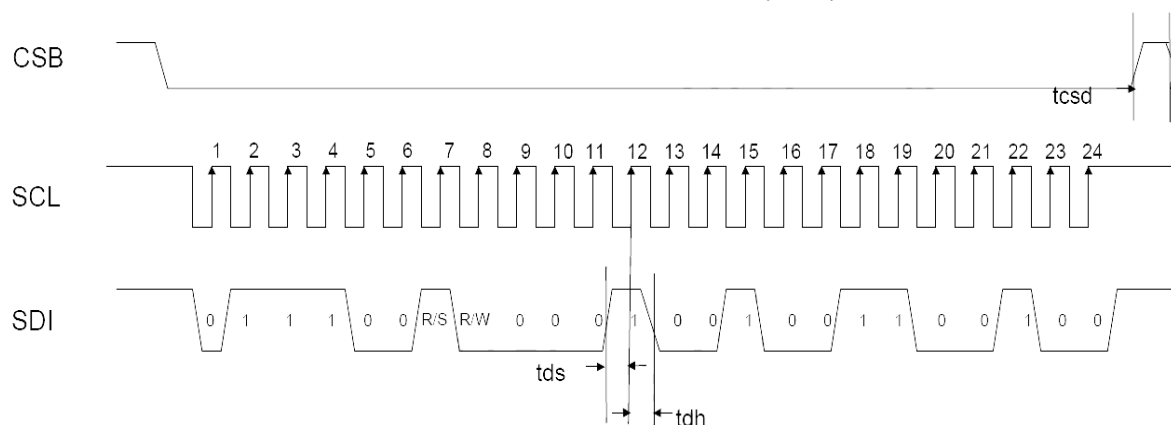 CSB
tcsd
1 2 3 4 5 6 7 8 9 10 11 12 13 14 15 16 17 18 19 20 21 22 23 24
SCL
SDI 0 1 1 1 0 0 R/S R/W 0 0 0 1 0 0 1 0 0 1 1 0 0 1 0 0
tds
tdh